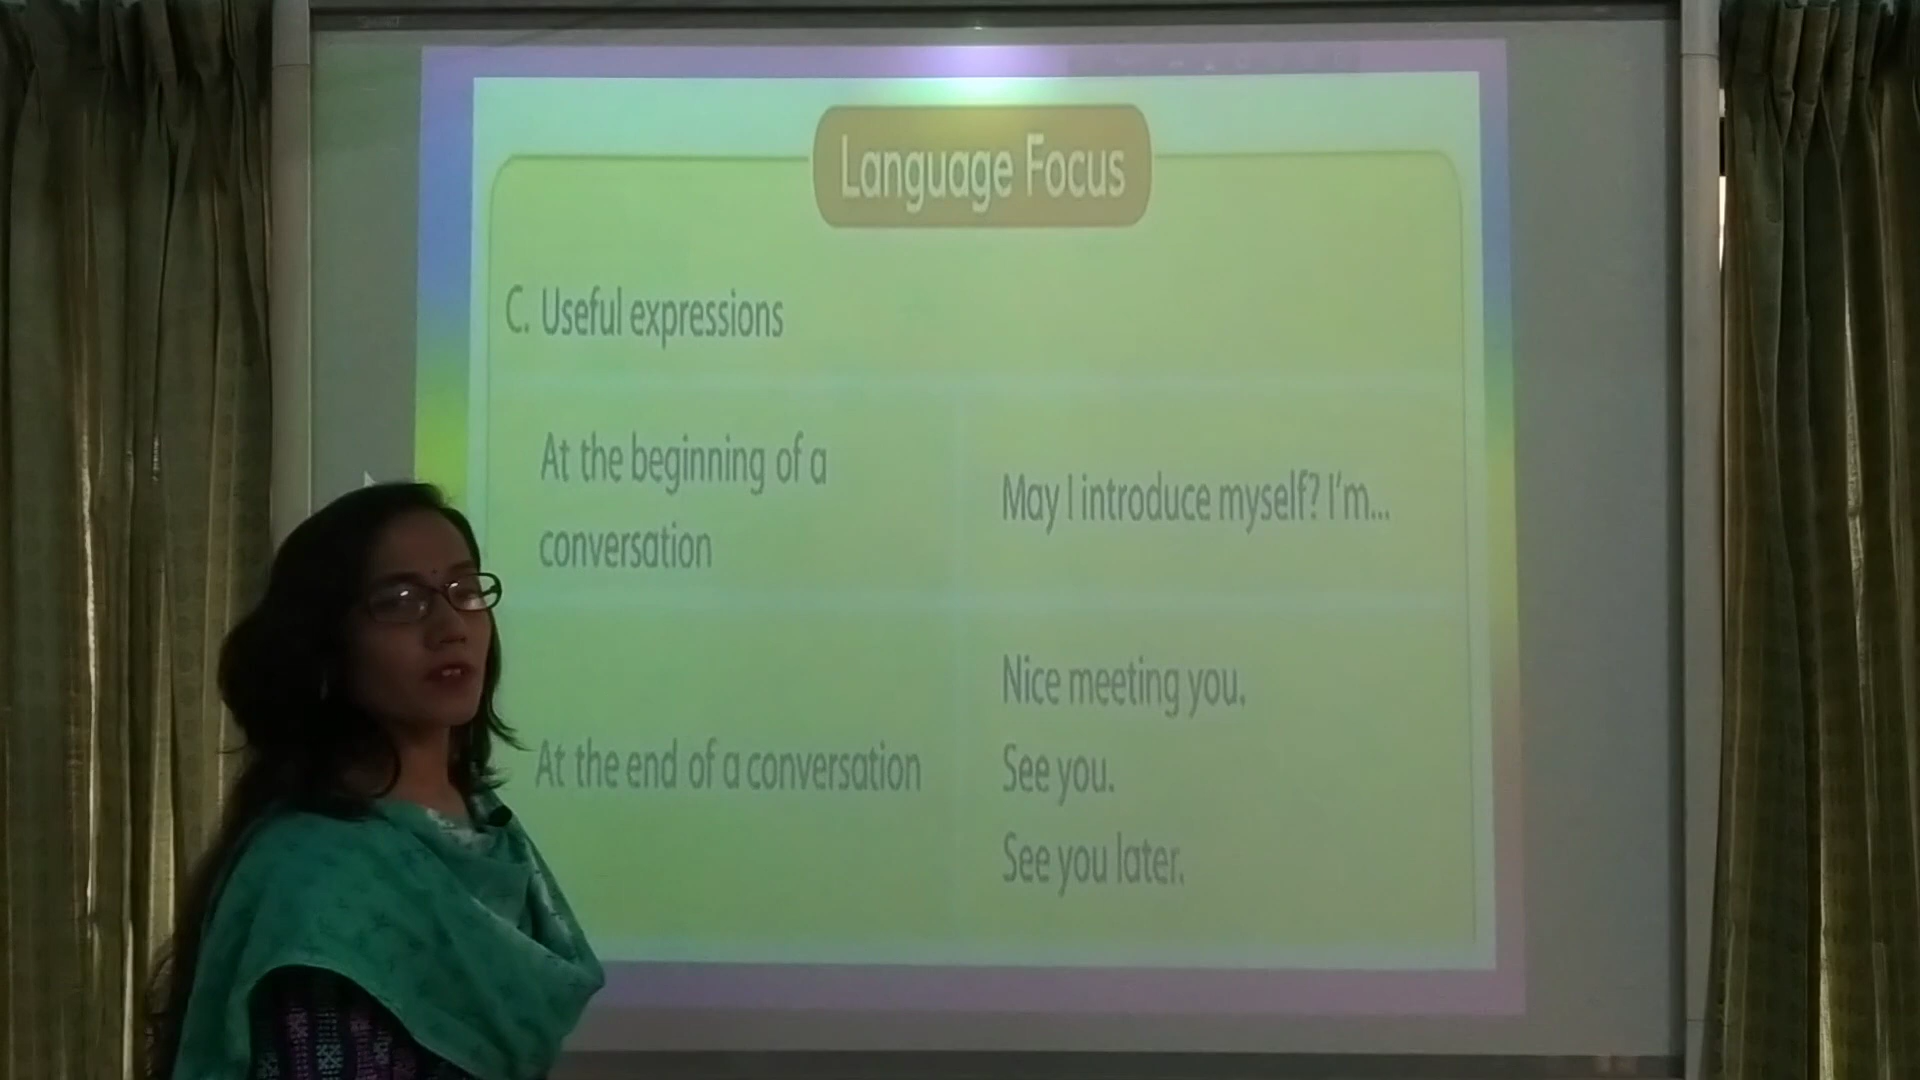 Language Focus
C. Useful expressions
At the beginning of a
conversation
May I introduce myself? I'm...
At the end of a conversation
Nice meeting you.
See you.
See you later.